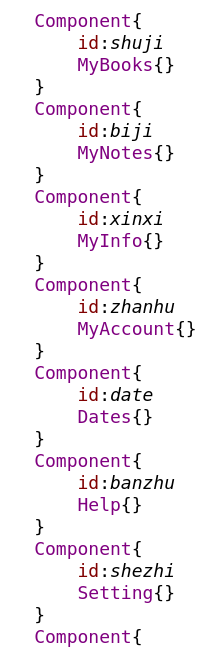 Component{
    id:shuji
    MyBooks{}
}
Component{
    id:biji
    MyNotes{}
}
Component{
    id:xinxi
    MyInfo{}
}
Component{
    id:zhanhu
    MyAccount{}
}
Component{
    id:date
    Dates{}
}
Component{
    id:banzhu
    Help{}
}
Component{
    id:shezhi
    Setting{}
}
Component{